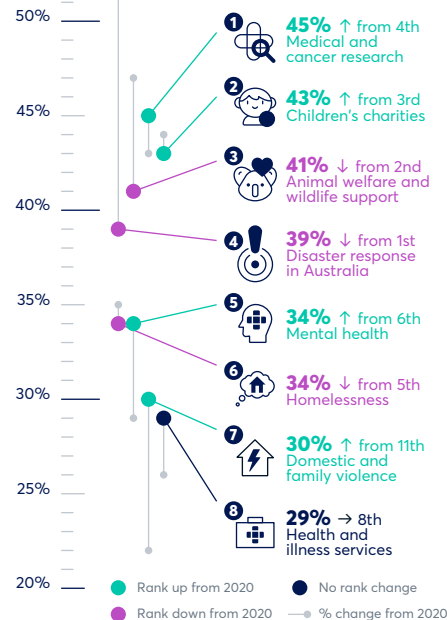 50%
45%
40%
35%
30%
25%
20%
1
45% ↑ from 4th
Medical and
cancer research
2
43% ↑ from 3rd
Children's charities
3
41% ↓ from 2nd
Animal welfare and
wildlife support
4
39% ↓ from 1st
Disaster response
in Australia
5
34% ↑ from 6th
Mental health
6
34% ↓ from 5th
Homelessness
7
30% ↑ from 11th
Domestic and
family violence
8
29% → 8th
Health and
illness services
Rank up from 2020
No rank change
Rank down from 2020
% change from 2020